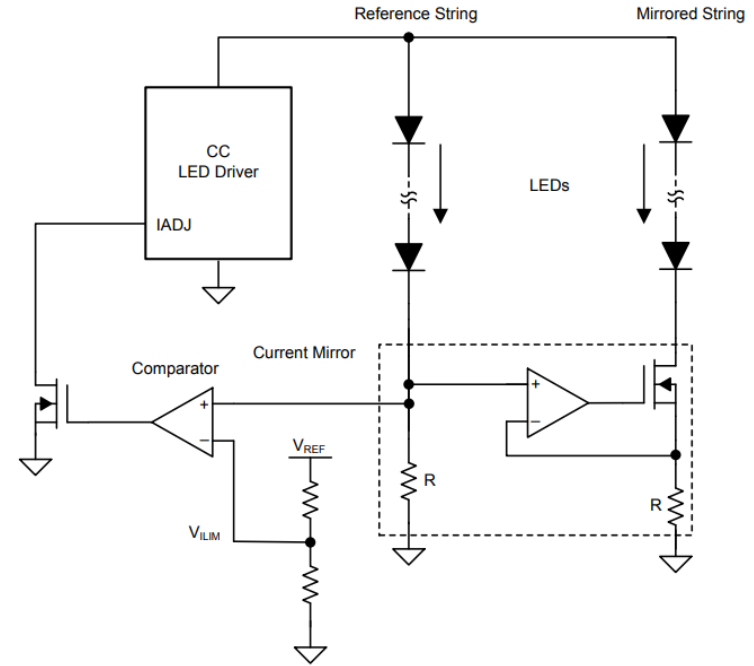 Reference String
Mirrored String
CC
LED Driver
LEDs
IADJ
Current Mirror
Comparator
+
−
+
−
VREF
R
R
VILIM